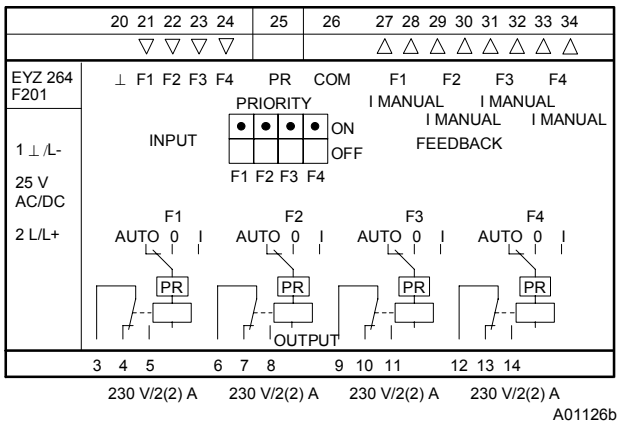 20 21 22 23 24 25 26 27 28 29 30 31 32 33 34
EYZ 264
F201
⊥ F1 F2 F3 F4 PR COM F1 F2 F3 F4
I MANUAL I MANUAL
I MANUAL I MANUAL
PRIORITY
ON
OFF
INPUT
FEEDBACK
F1 F2 F3 F4
1 ⊥ /L-
25 V
AC/DC
2 L/L+
F1 F2 F3 F4
AUTO 0 I AUTO 0 I AUTO 0 I AUTO 0 I
PR PR PR PR
OUTPUT
3 4 5 6 7 8 9 10 11 12 13 14
230 V/2(2) A 230 V/2(2) A 230 V/2(2) A 230 V/2(2) A
A01126b